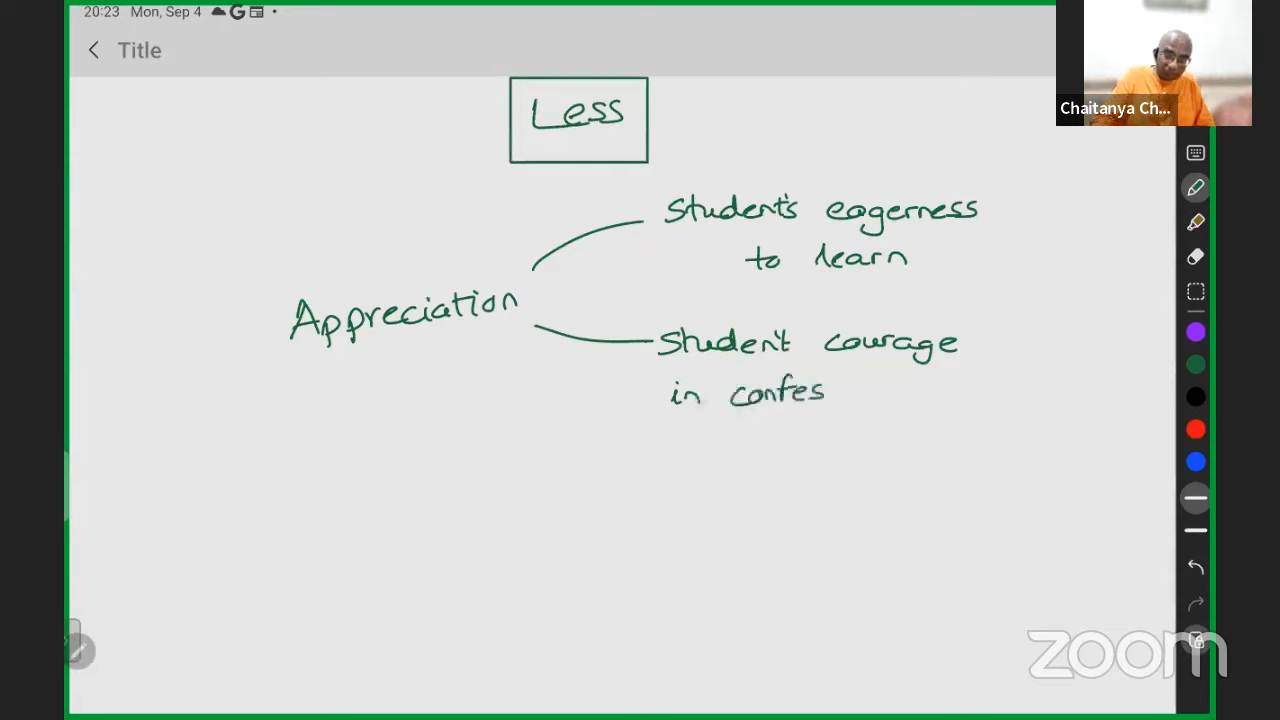 20:23 Mon, Sep 4
Title
Chaitanya Ch...
Less
Student's eagerness
to learn
Appreciation
Student courage
in confes
zoom